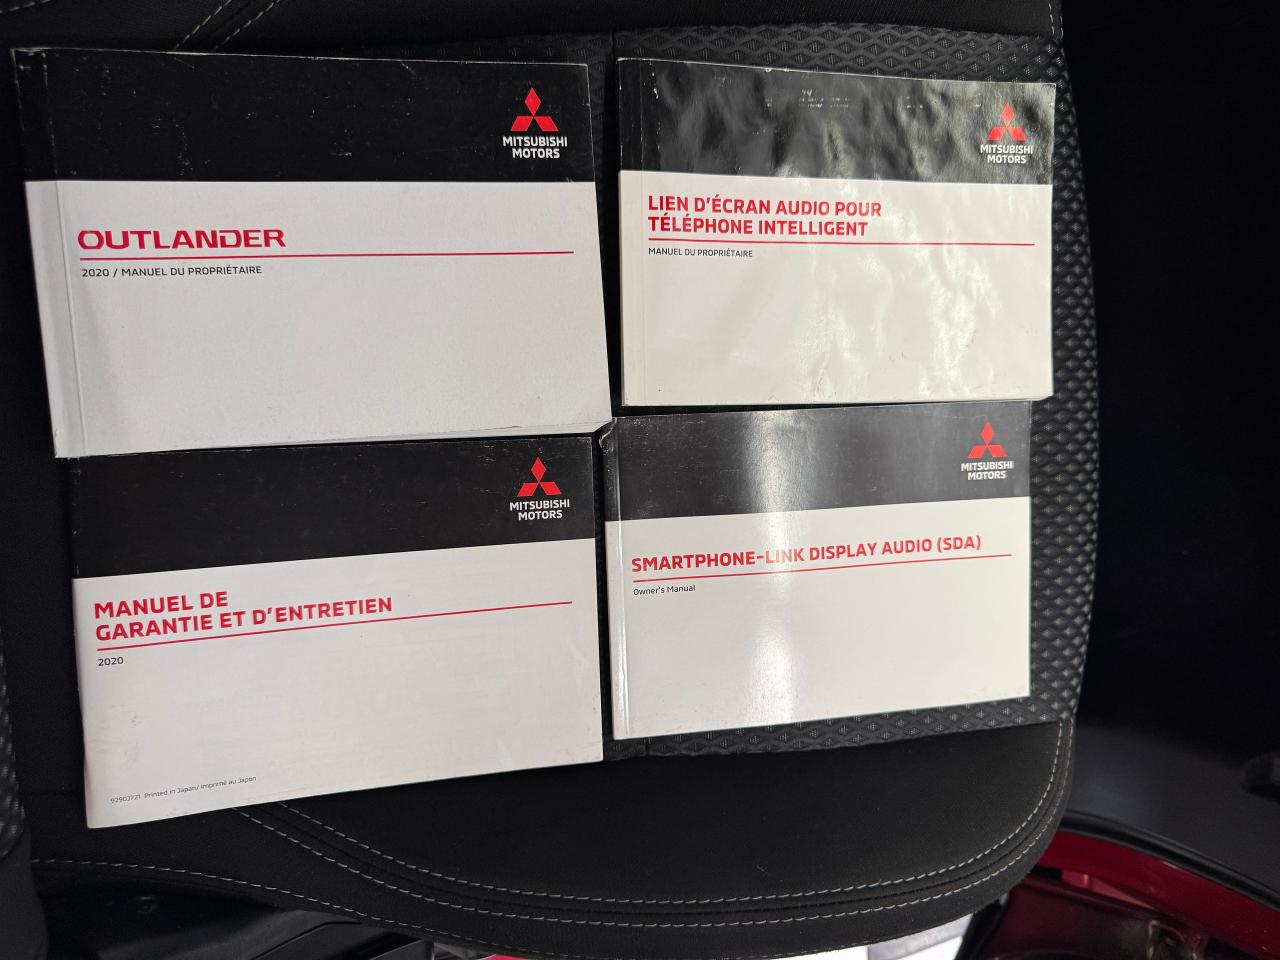 MITSUBISHI
MOTORS
OUTLANDER
2020 / MANUEL DU PROPRIÉTAIRE
MITSUBISHI
MOTORS
LIEN D'ÉCRAN AUDIO POUR
TÉLÉPHONE INTELLIGENT
MANUEL DU PROPRIÉTAIRE
MITSUBISHI
MOTORS
MANUEL DE
GARANTIE ET D'ENTRETIEN
2020
9290J721 Printed in Japan/ Imprimé au Japon
MITSUBISHI
MOTORS
SMARTPHONE-LINK DISPLAY AUDIO (SDA)
Owner's Manual